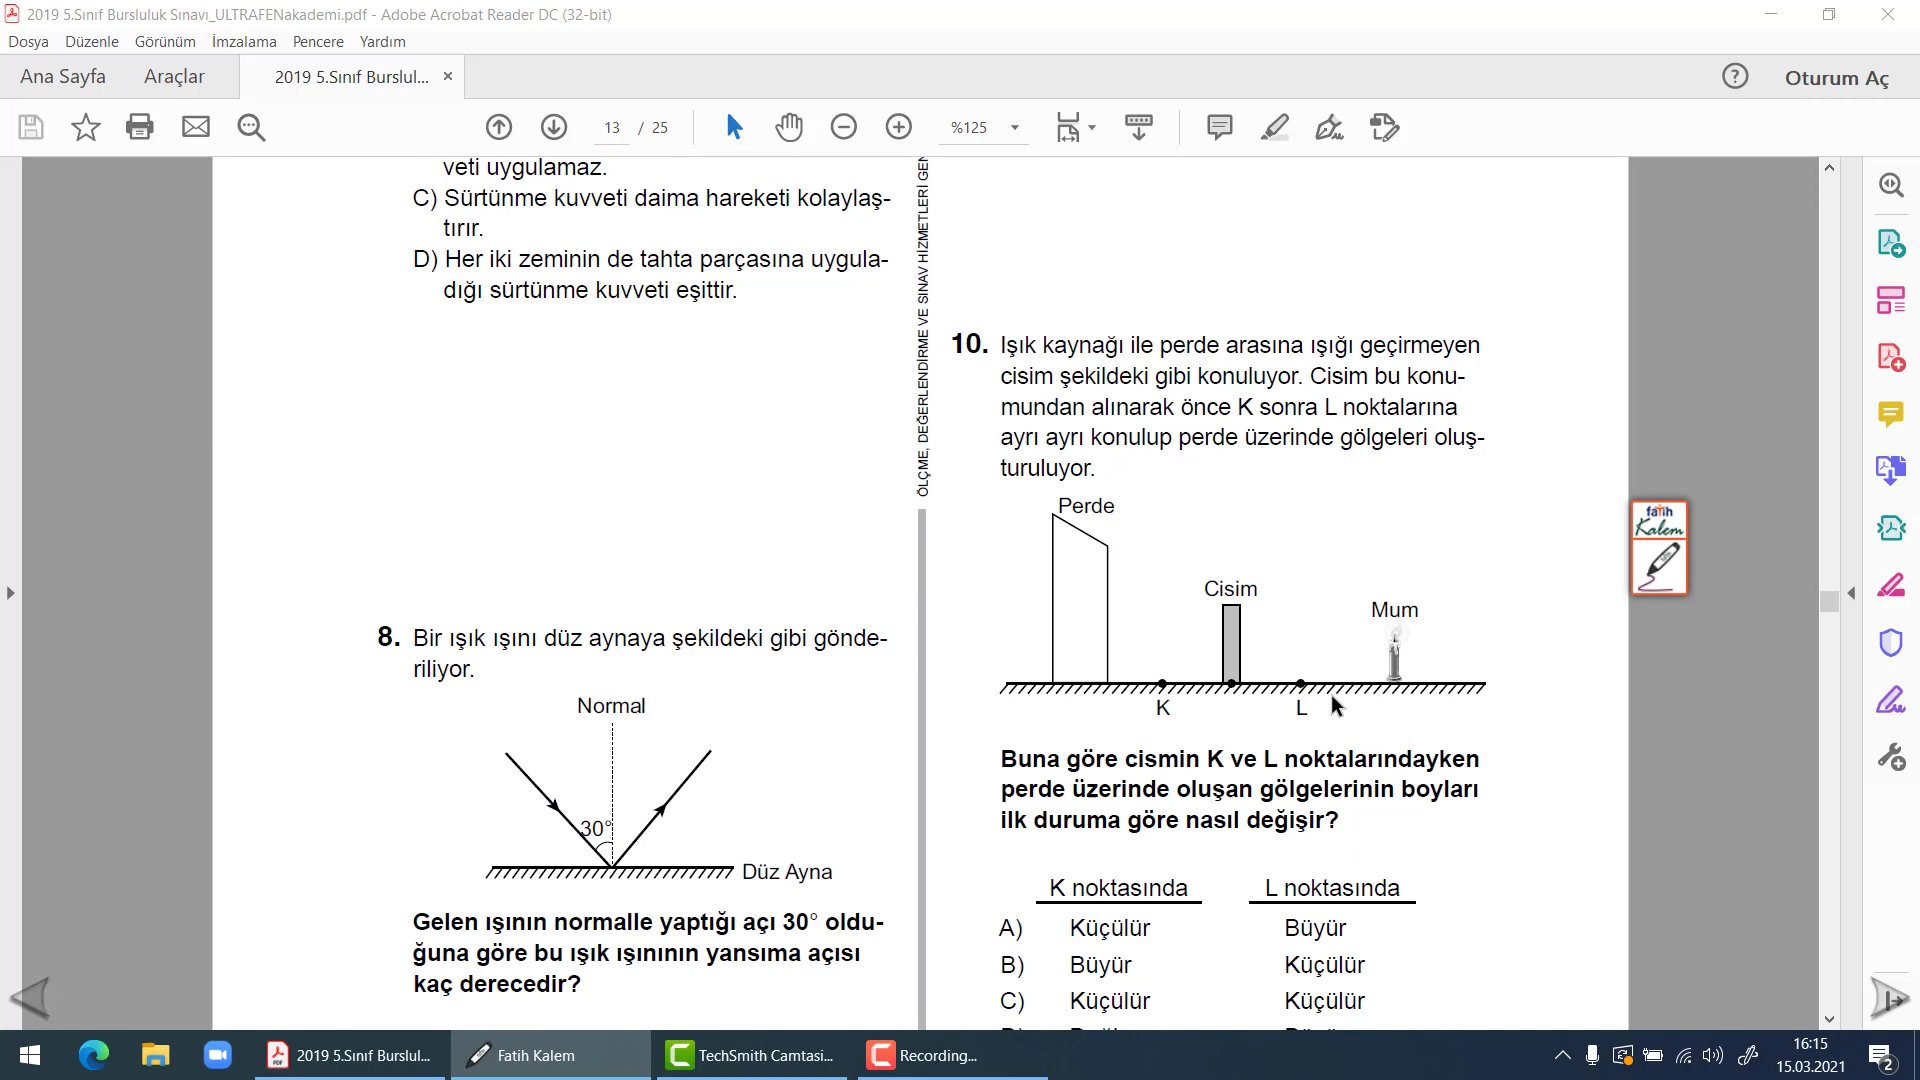 2019 5.Sınıf Bursluluk Sınavı_ULTRAFENakademi.pdf - Adobe Acrobat Reader DC (32-bit)
Dosya Düzenle Görünüm İmzalama Pencere Yardım
Ana Sayfa Araçlar 2019 5.Sınıf Burslul... × Oturum Aç
13 / 25 %125
veti uygulamaz.
C) Sürtünme kuvveti daima hareketi kolaylaş-
tırır.
D) Her iki zeminin de tahta parçasına uygula-
dığı sürtünme kuvveti eşittir.
8. Bir ışık ışını düz aynaya şekildeki gibi gönde-
riliyor.
Normal
30°
Düz Ayna
Gelen ışının normalle yaptığı açı 30° oldu-
ğuna göre bu ışık ışınının yansıma açısı
kaç derecedir?
ÖLÇME, DEĞERLENDİRME VE SINAV HİZMETLERİ GEN
10. Işık kaynağı ile perde arasına ışığı geçirmeyen
cisim şekildeki gibi konuluyor. Cisim bu konu-
mundan alınarak önce K sonra L noktalarına
ayrı ayrı konulup perde üzerinde gölgeleri oluş-
turuluyor.
Perde
Cisim
Mum
K L
Buna göre cismin K ve L noktalarındayken
perde üzerinde oluşan gölgelerinin boyları
ilk duruma göre nasıl değişir?
K noktasında L noktasında
A) Küçülür Büyür
B) Büyür Küçülür
C) Küçülür Küçülür
fatih
Kalem
2019 5.Sınıf Burslul... Fatih Kalem TechSmith Camtasi... Recording...
16:15
15.03.2021
2